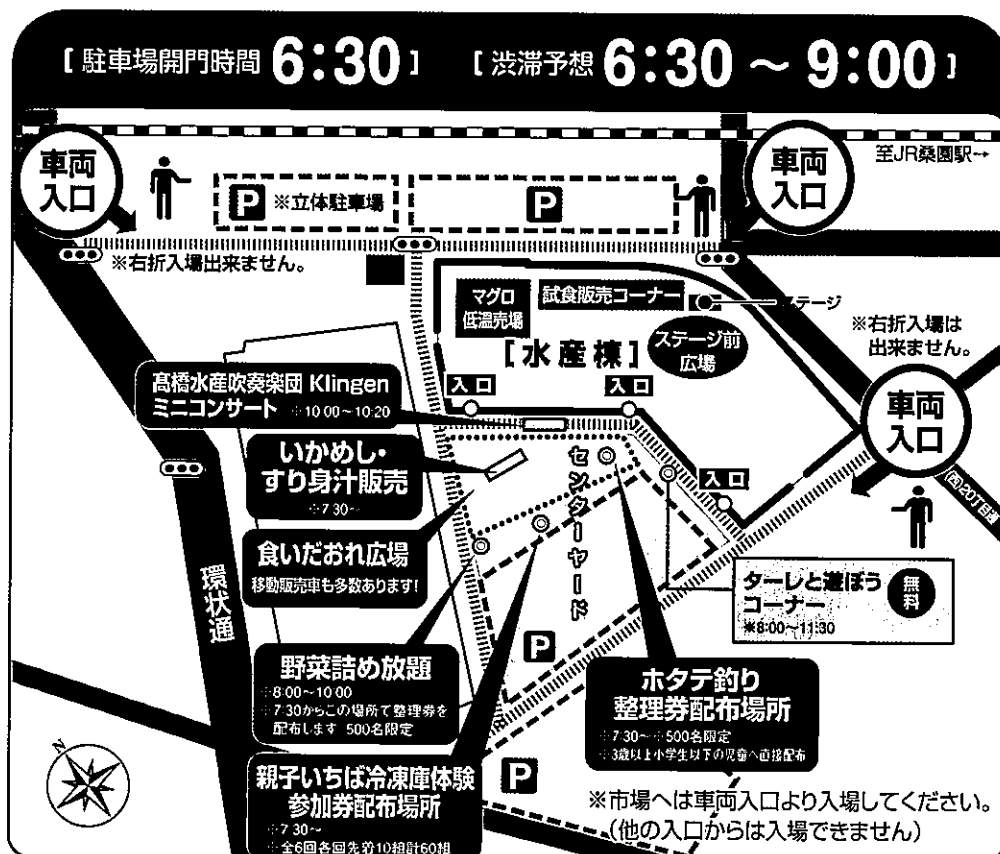 [ 駐車場開門時間 6:30 ]
[ 渋滞予想 6:30 ～ 9:00 ]
車両
入口
車両
入口
至JR桑園駅→
P ※立体駐車場
P
※右折入場出来ません。
マグロ
低温売場
試食販売コーナー
ステージ
[水産棟]
ステージ前
広場
※右折入場は
出来ません。
車両
入口
髙橋水産吹奏楽団 Klingen
ミニコンサート ※10:00～10:20
入口
入口
入口
いかめし・
すり身汁販売
※7:30～
センターヤード
食いだおれ広場
移動販売車も多数あります!
環状通
ターレと遊ぼう
コーナー
※8:00～11:30
無料
P
野菜詰め放題
※8:00～10:00
※7:30からこの場所で整理券を
配布します 500名限定
ホタテ釣り
整理券配布場所
※7:30～ ※500名限定
※3歳以上小学生以下の児童へ直接配布
N
P
親子いちば冷凍庫体験
参加券配布場所
※7:30～
※全6回各回先着10組計60組
※市場へは車両入口より入場してください。
(他の入口からは入場できません)